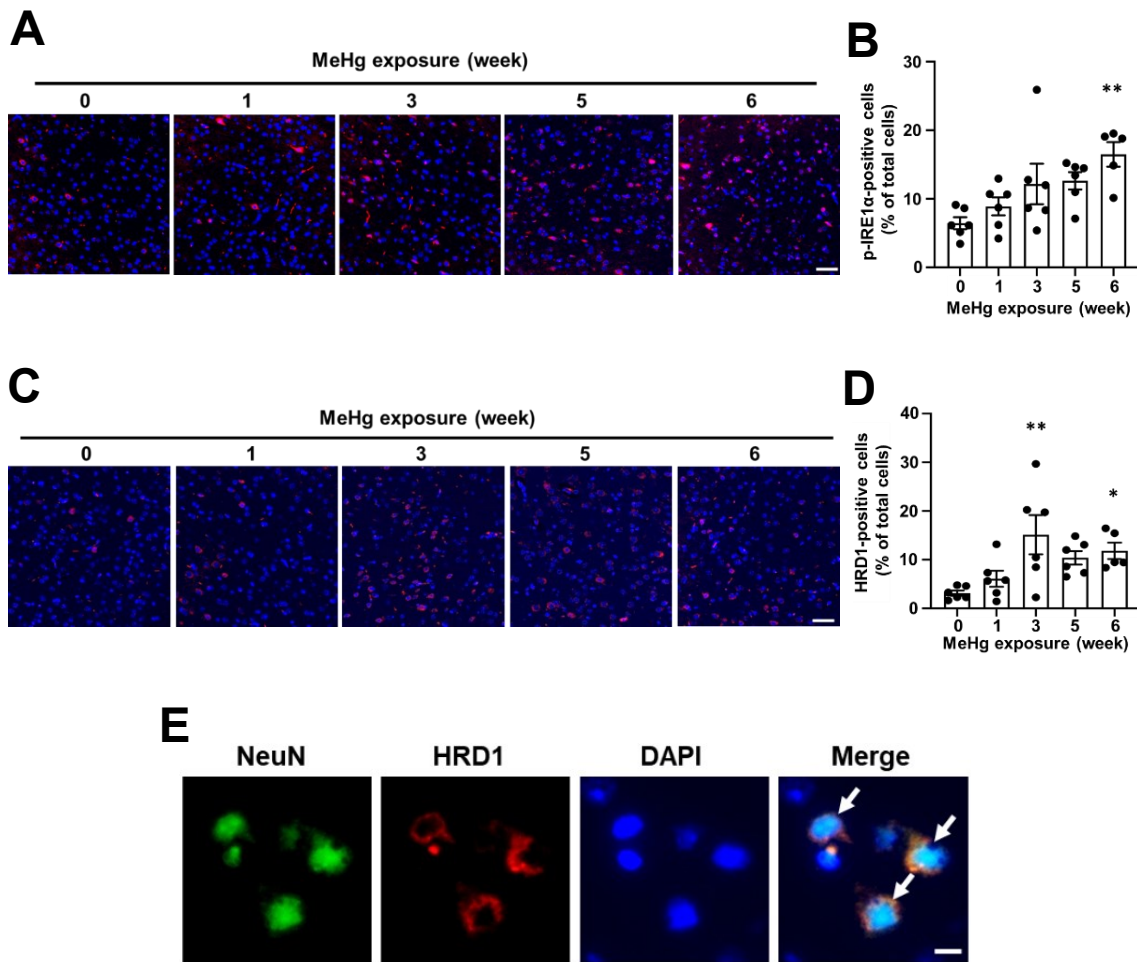 A
MeHg exposure (week)
0 1 3 5 6
B
p-IRE1α-positive cells
(% of total cells)
30
20
10
0
**
0 1 3 5 6
MeHg exposure (week)
C
MeHg exposure (week)
0 1 3 5 6
D
HRD1-positive cells
(% of total cells)
40
30
20
10
0
**
*
0 1 3 5 6
MeHg exposure (week)
E
NeuN HRD1 DAPI Merge